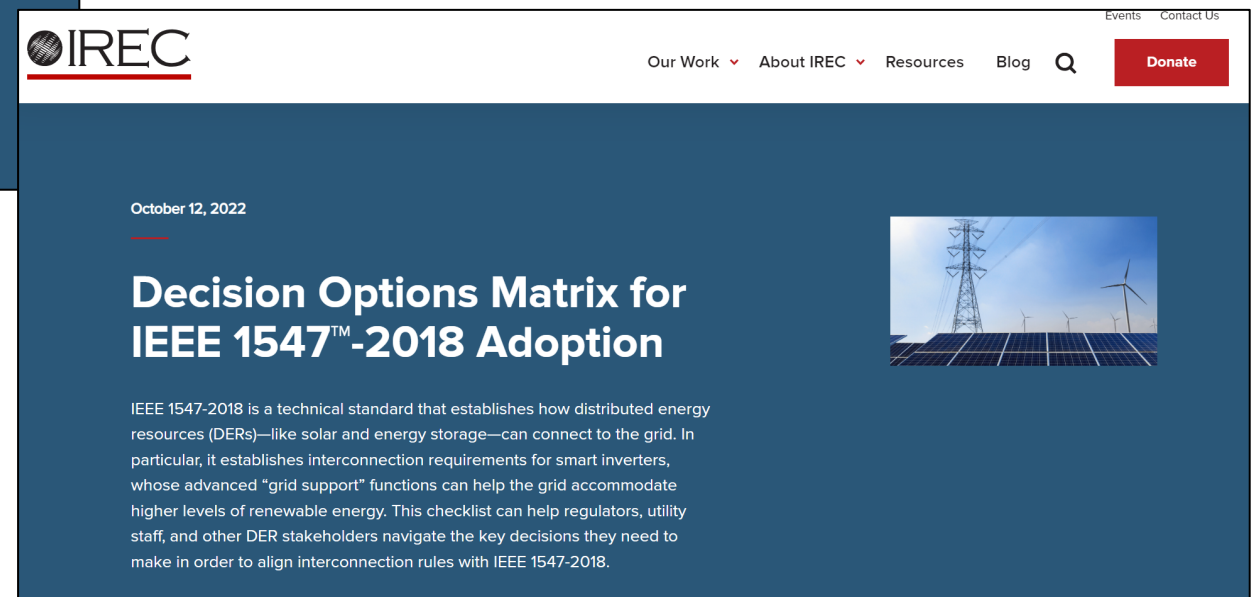 Events Contact Us
IREC
Our Work About IREC Resources Blog Donate
October 12, 2022
Decision Options Matrix for
IEEE 1547™-2018 Adoption
IEEE 1547-2018 is a technical standard that establishes how distributed energy
resources (DERs)—like solar and energy storage—can connect to the grid. In
particular, it establishes interconnection requirements for smart inverters,
whose advanced “grid support” functions can help the grid accommodate
higher levels of renewable energy. This checklist can help regulators, utility
staff, and other DER stakeholders navigate the key decisions they need to
make in order to align interconnection rules with IEEE 1547-2018.